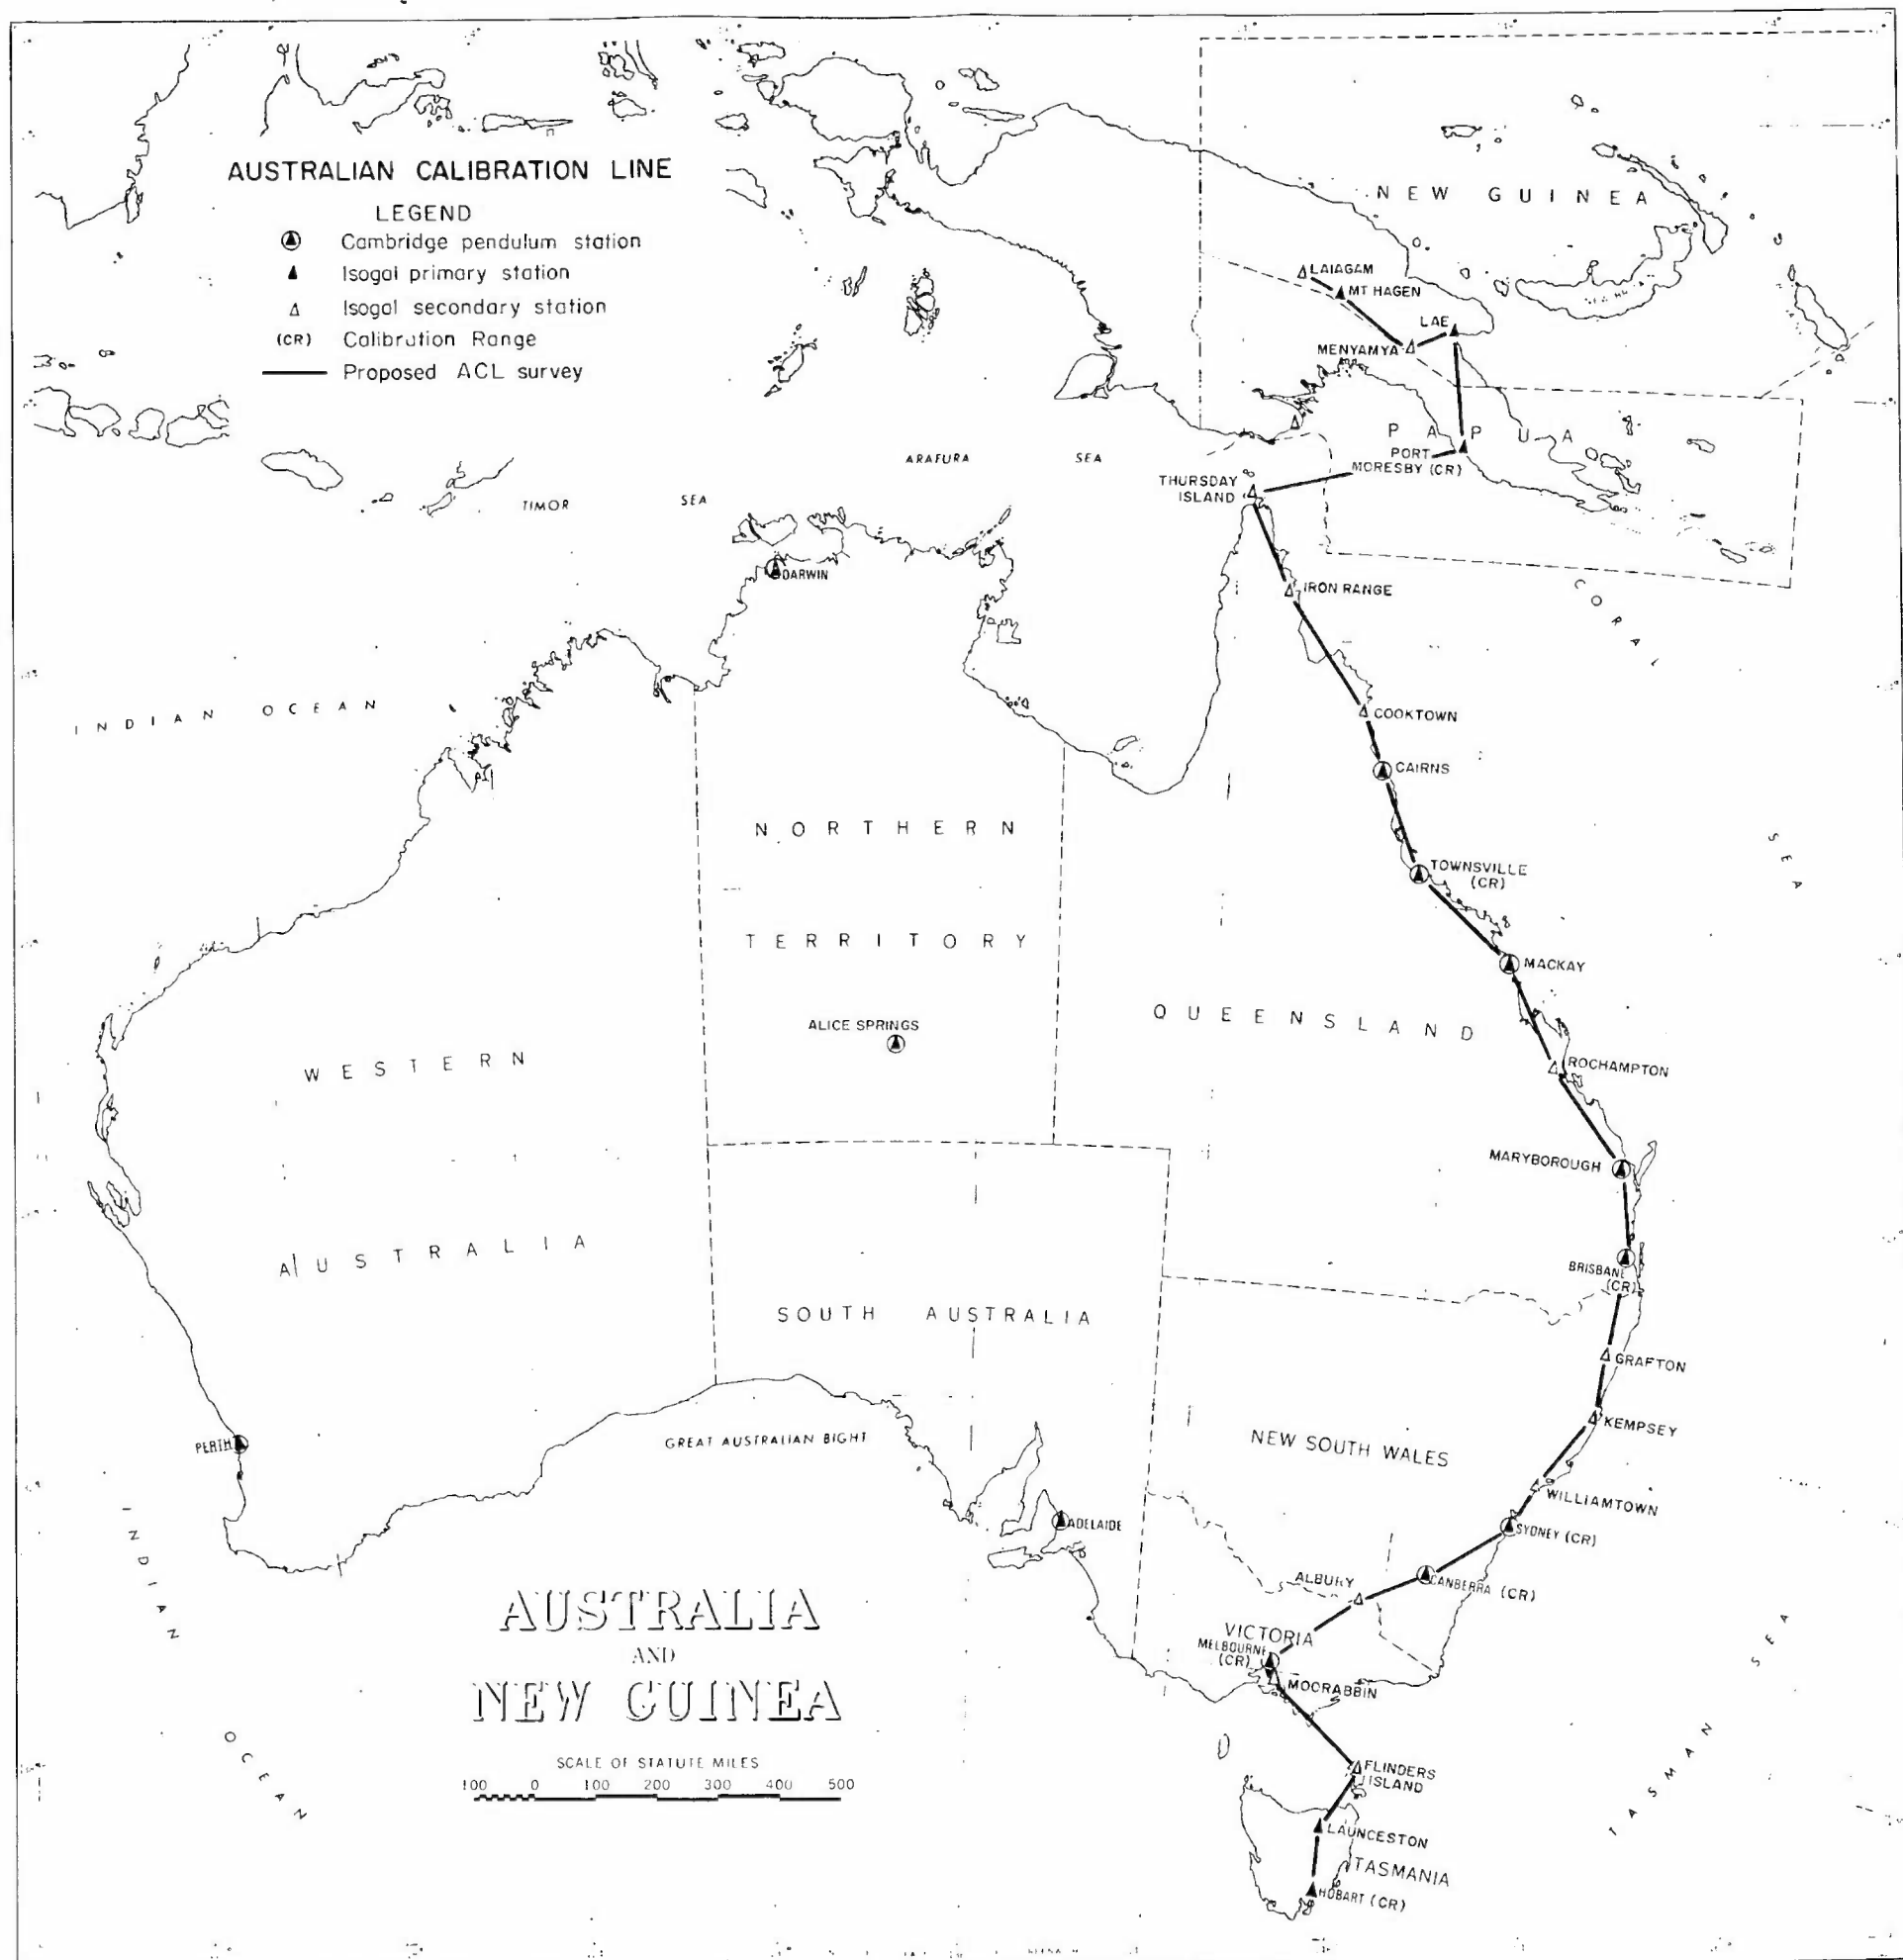 AUSTRALIAN CALIBRATION LINE
LEGEND
Cambridge pendulum station
Isogal primary station
Isogal secondary station
(CR) Calibration Range
Proposed ACL survey
NEW GUINEA
LAIAGAM
MT HAGEN
LAE
MENYAMYA
PAPUA
PORT
MORESBY (CR)
ARAFURA SEA
THURSDAY
ISLAND
TIMOR SEA
DARWIN
IRON RANGE
CORAL
SEA
INDIAN OCEAN
COOKTOWN
CAIRNS
NORTHERN
TERRITORY
TOWNSVILLE
(CR)
MACKAY
QUEENSLAND
ALICE SPRINGS
WESTERN
AUSTRALIA
ROCHAMPTON
MARYBOROUGH
BRISBANE
(CR)
SOUTH AUSTRALIA
GRAFTON
KEMPSEY
NEW SOUTH WALES
GREAT AUSTRALIAN BIGHT
PERTH
WILLIAMTOWN
ADELAIDE
SYDNEY (CR)
INDIAN
OCEAN
ALBURY
CANBERRA (CR)
VICTORIA
MELBOURNE
(CR)
MOORABBIN
TASMAN SEA
AUSTRALIA
AND
NEW GUINEA
SCALE OF STATUTE MILES
100 0 100 200 300 400 500
FLINDERS
ISLAND
LAUNCESTON
TASMANIA
HOBART (CR)